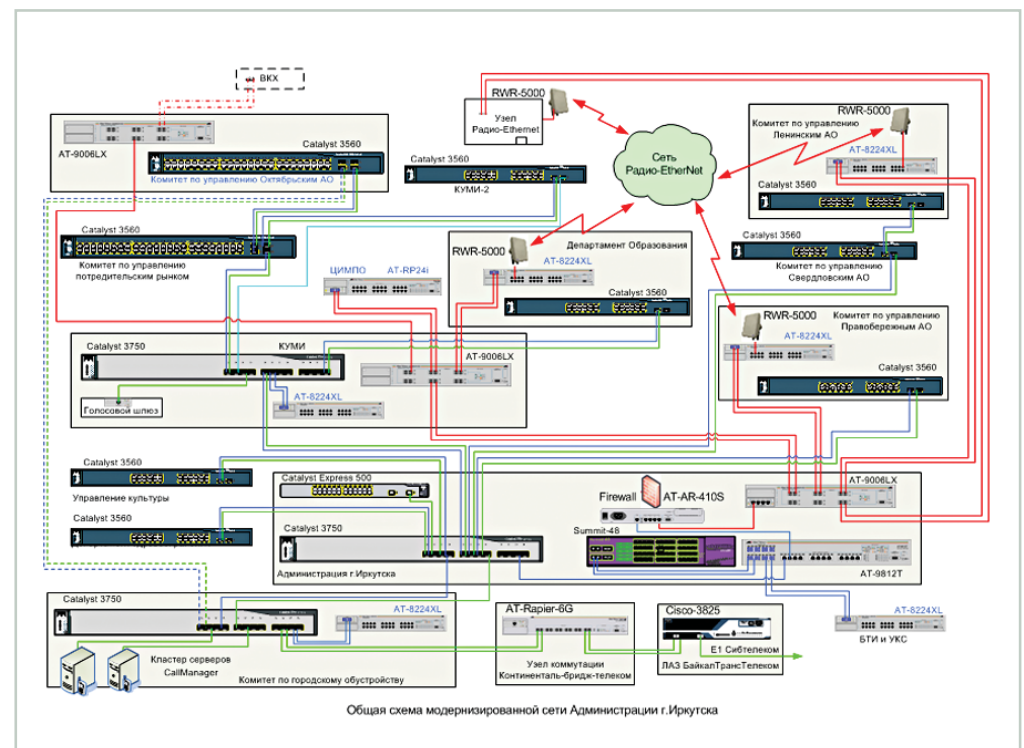 ВКХ
AT-9006LX
Catalyst 3560
Комитет по управлению Октябрьским АО
RWR-5000
Узел
Радио-Ethernet
Catalyst 3560
КУМИ-2
Сеть
Радио-EtherNet
RWR-5000
Комитет по управлению
Ленинским АО
AT-8224XL
Catalyst 3560
Catalyst 3560
Комитет по управлению
потребительским рынком
ЦИМПО
AT-RP24i
RWR-5000
Департамент Образования
AT-8224XL
Catalyst 3560
Catalyst 3560
Комитет по управлению
Свердловским АО
RWR-5000
Комитет по управлению
Правобережным АО
AT-8224XL
Catalyst 3560
Catalyst 3750
КУМИ
AT-9006LX
AT-8224XL
Голосовой шлюз
Catalyst 3560
Управление культуры
Catalyst 3560
Catalyst Express 500
Catalyst 3750
Администрация г.Иркутска
Firewall
AT-AR-410S
Summit-48
AT-9006LX
AT-9812T
Catalyst 3750
AT-8224XL
Кластер серверов
CallManager
Комитет по городскому обустройству
AT-Rapier-6G
Узел коммутации
Континенталь-бридж-телеком
Cisco-3825
E1 Сибтелеком
ЛАЗ БайкалТрансТелеком
AT-8224XL
БТИ и УКС
Общая схема модернизированной сети Администрации г.Иркутска